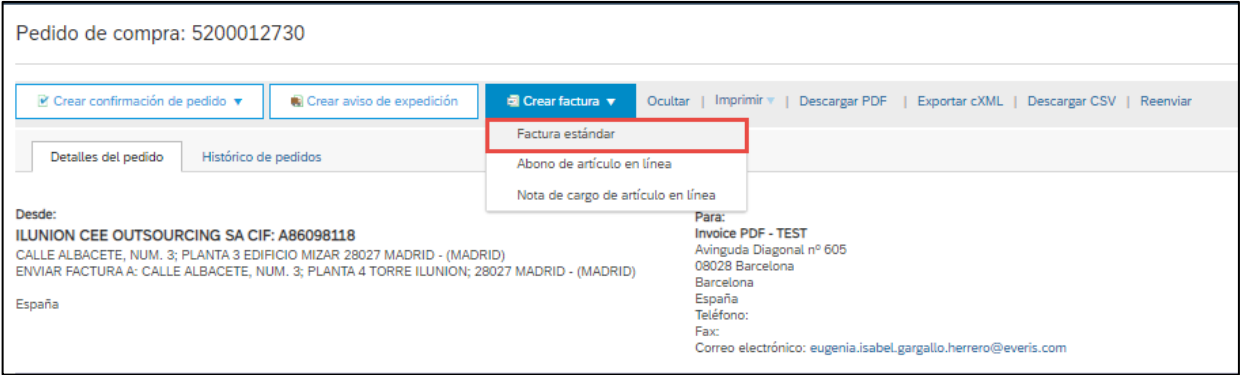 Pedido de compra: 5200012730
Crear confirmación de pedido ▼ Crear aviso de expedición Crear factura ▼ Ocultar | Imprimir ▼ | Descargar PDF | Exportar cXML | Descargar CSV | Reenviar
Factura estándar
Detalles del pedido Histórico de pedidos
Abono de artículo en línea
Nota de cargo de artículo en línea
Desde:
ILUNION CEE OUTSOURCING SA CIF: A86098118
CALLE ALBACETE, NUM. 3; PLANTA 3 EDIFICIO MIZAR 28027 MADRID - (MADRID)
ENVIAR FACTURA A: CALLE ALBACETE, NUM. 3; PLANTA 4 TORRE ILUNION; 28027 MADRID - (MADRID)
España
Para:
Invoice PDF - TEST
Avinguda Diagonal nº 605
08028 Barcelona
Barcelona
España
Teléfono:
Fax:
Correo electrónico: eugenia.isabel.gargallo.herrero@everis.com